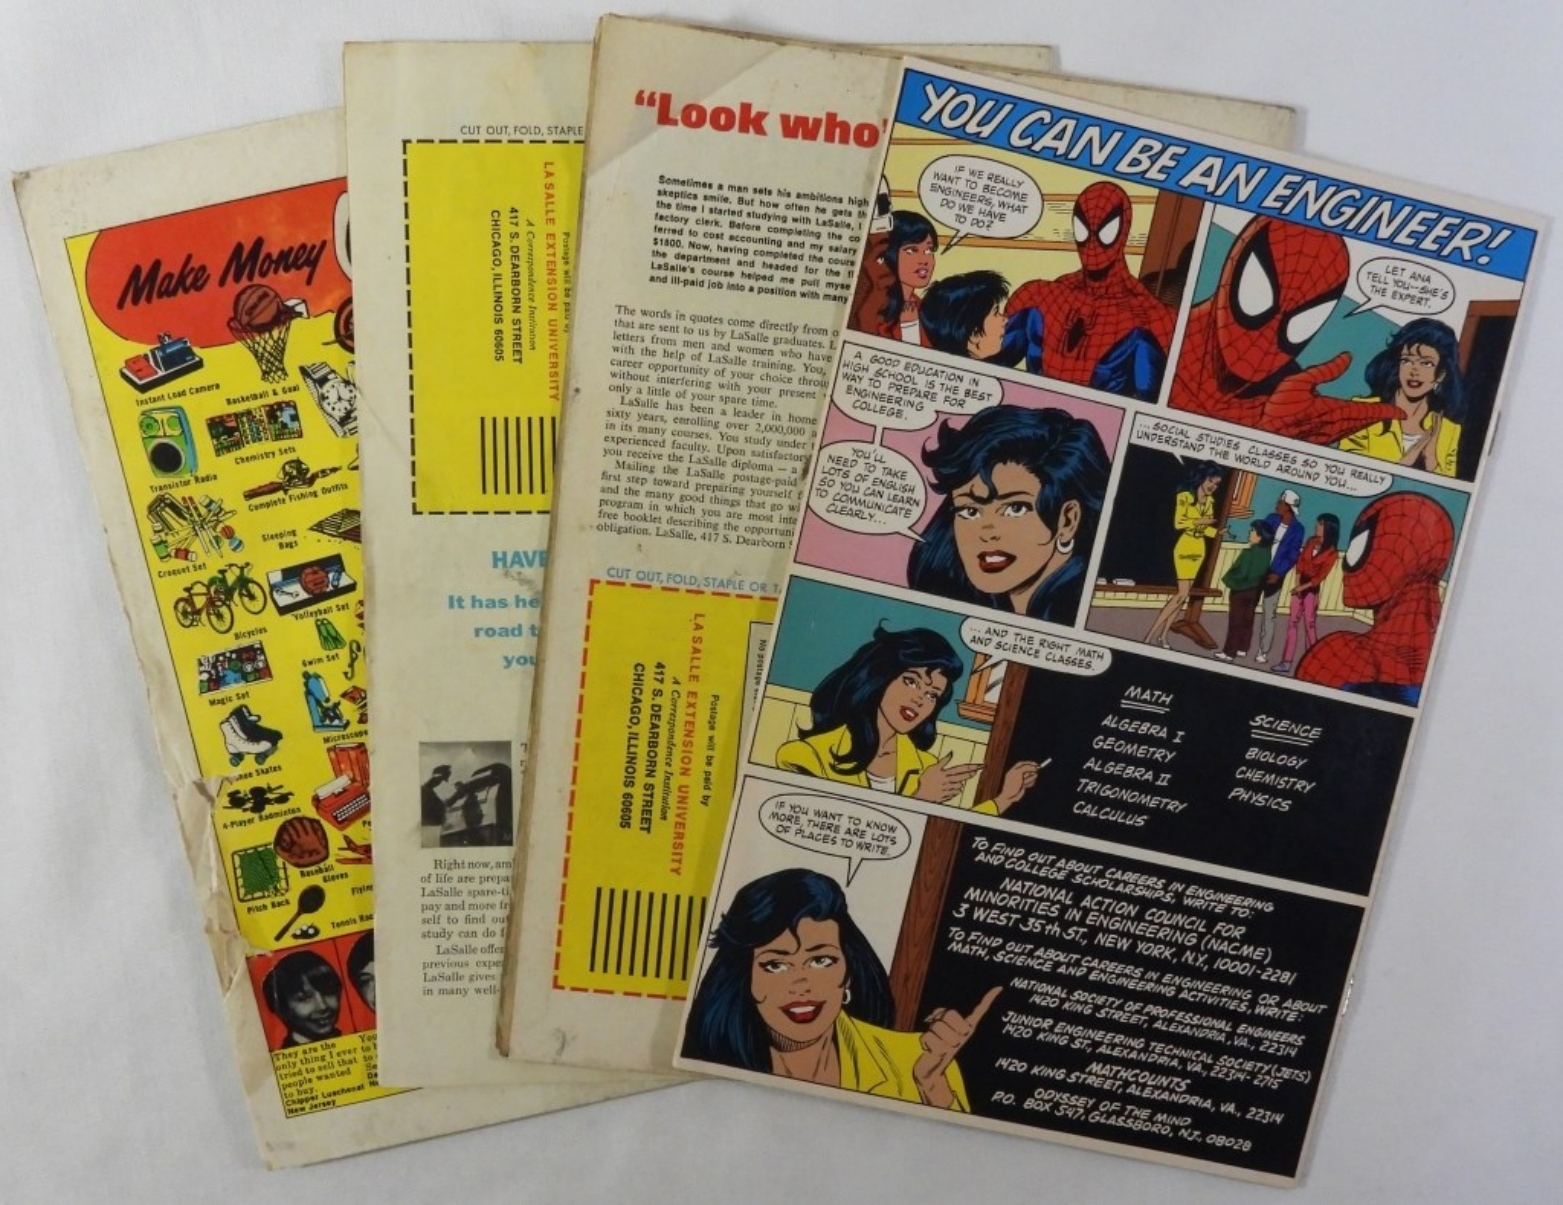 Make Money
Instant Load Camera
Basketball & Goal
Transistor Radio
Chemistry Sets
Complete Fishing Outfits
Croquet Set
Sleeping
Bags
Bicycles
Volleyball Set
Swim Set
Magic Set
Microscope
Skates
4-Player Badminton
Baseball
Gloves
Pitch Back
Tennis
They are the
only thing I ever
tried to sell that
people wanted
to buy.
Chipper
New Jersey
CUT OUT, FOLD, STAPLE
Postage will be paid by
LASALLE EXTENSION UNIVERSITY
A Correspondence Institution
417 S. DEARBORN STREET
CHICAGO, ILLINOIS 60605
HAVE
It has he
road t
you
Right now, am
of life are prepa
LaSalle spare-ti
pay and more fr
self to find out
study can do f
LaSalle offer
previous expe
LaSalle gives
in many well-
“Look who'
Sometimes a man sets his ambitions high
skeptics smile. But how often he gets th
the time I started studying with LaSalle, I
factory clerk. Before completing the co
ferred to cost accounting and my salary
$1800. Now, having completed the cours
the department and headed for the
LaSalle's course helped me pull myse
and ill-paid job into a position with many
The words in quotes come directly from
that are sent to us by LaSalle graduates.
letters from men and women who have
with the help of LaSalle training. You,
career opportunity of your choice throu
without interfering with your present
only a little of your spare time.
LaSalle has been a leader in home
sixty years, enrolling over 2,000,000
in its many courses. You study under
experienced faculty. Upon satisfactory
you receive the LaSalle diploma — a
Mailing the LaSalle postage-paid
first step toward preparing yourself
and the many good things that go wi
program in which you are most inte
free booklet describing the opportuni
obligation. LaSalle, 417 S. Dearborn
CUT OUT, FOLD, STAPLE OR TA
No postage
Postage will be paid by
LASALLE EXTENSION UNIVERSITY
A Correspondence Institution
417 S. DEARBORN STREET
CHICAGO, ILLINOIS 60605
YOU CAN BE AN ENGINEER!
IF WE REALLY
WANT TO BECOME
ENGINEERS, WHAT
DO WE HAVE
TO DO?
LET ANA
TELL YOU--SHE'S
THE EXPERT.
A GOOD EDUCATION IN
HIGH SCHOOL IS THE BEST
WAY TO PREPARE FOR
ENGINEERING
COLLEGE.
YOU'LL
NEED TO TAKE
LOTS OF ENGLISH
SO YOU CAN LEARN
TO COMMUNICATE
CLEARLY...
...SOCIAL STUDIES CLASSES SO YOU REALLY
UNDERSTAND THE WORLD AROUND YOU...
...AND THE RIGHT MATH
AND SCIENCE CLASSES.
MATH
ALGEBRA I
GEOMETRY
ALGEBRA II
TRIGONOMETRY
CALCULUS
SCIENCE
BIOLOGY
CHEMISTRY
PHYSICS
IF YOU WANT TO KNOW
MORE, THERE ARE LOTS
OF PLACES TO WRITE.
TO FIND OUT ABOUT CAREERS IN ENGINEERING
AND COLLEGE SCHOLARSHIPS, WRITE TO:
NATIONAL ACTION COUNCIL FOR
MINORITIES IN ENGINEERING (NACME)
3 WEST 35th ST., NEW YORK, N.Y. 10001-2281
TO FIND OUT ABOUT CAREERS IN ENGINEERING OR ABOUT
MATH, SCIENCE AND ENGINEERING ACTIVITIES, WRITE:
NATIONAL SOCIETY OF PROFESSIONAL ENGINEERS
1420 KING STREET, ALEXANDRIA, VA., 22314
JUNIOR ENGINEERING TECHNICAL SOCIETY (JETS)
1420 KING ST, ALEXANDRIA, VA, 22314-2715
MATHCOUNTS
1420 KING STREET, ALEXANDRIA, VA., 22314
ODYSSEY OF THE MIND
P.O. BOX 547, GLASSBORO, N.J., 08028